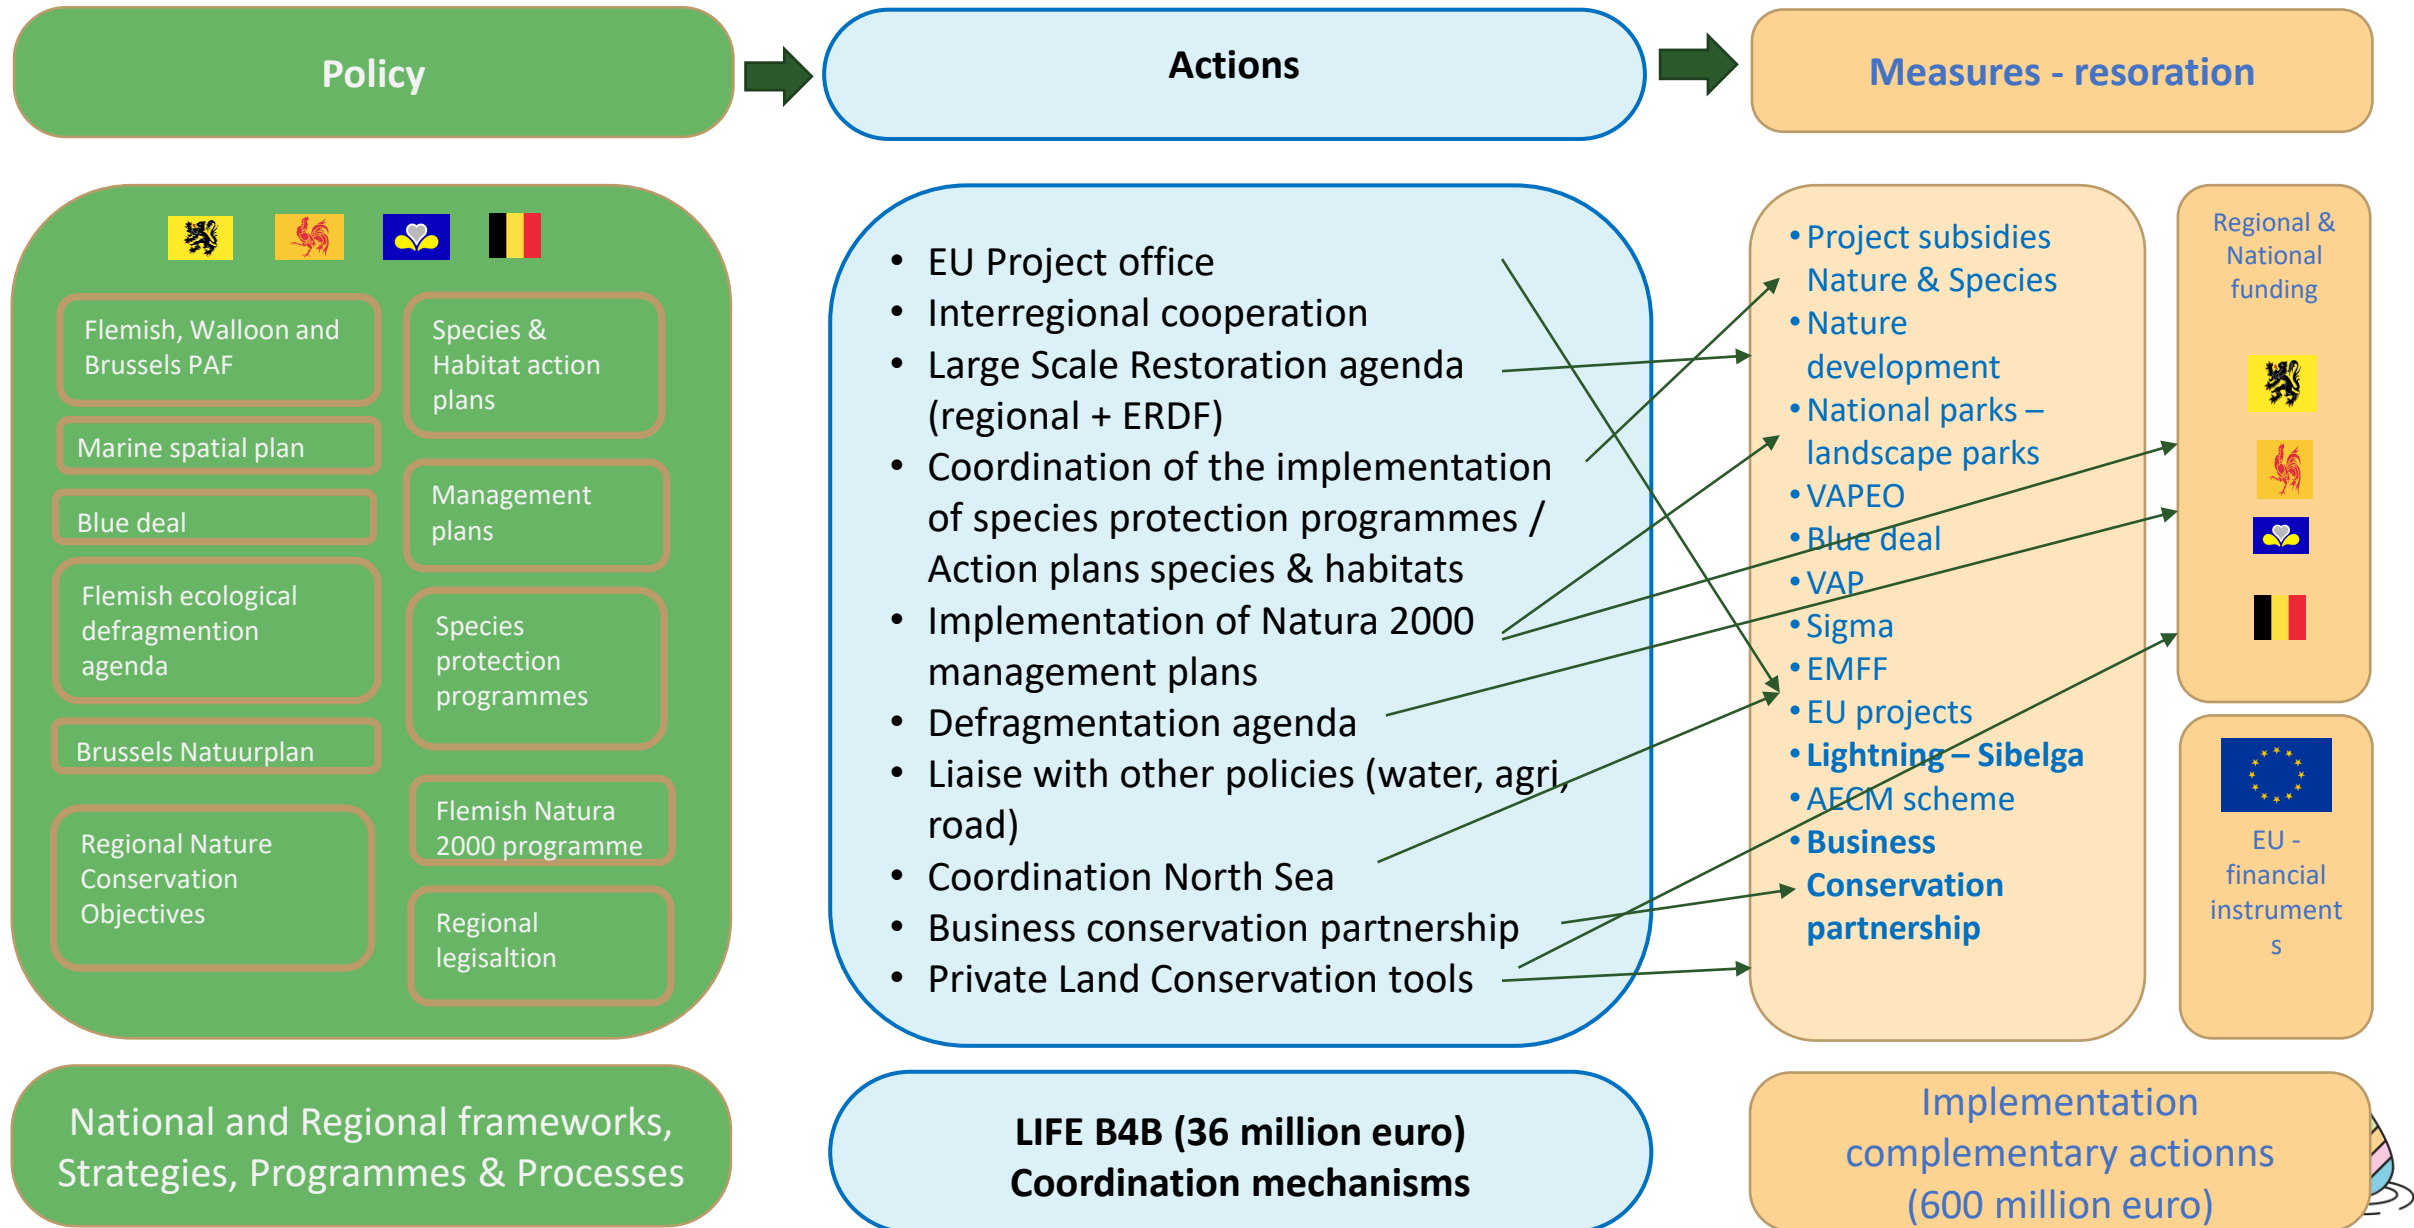 Policy
Actions
Measures - resoration
Flemish, Walloon and
Brussels PAF
Marine spatial plan
Blue deal
Flemish ecological
defragmention
agenda
Brussels Natuurplan
Regional Nature
Conservation
Objectives
Species &
Habitat action
plans
Management
plans
Species
protection
programmes
Flemish Natura
2000 programme
Regional
legisaltion
• EU Project office
• Interregional cooperation
• Large Scale Restoration agenda
(regional + ERDF)
• Coordination of the implementation
of species protection programmes /
Action plans species & habitats
• Implementation of Natura 2000
management plans
• Defragmentation agenda
• Liaise with other policies (water, agri,
road)
• Coordination North Sea
• Business conservation partnership
• Private Land Conservation tools
• Project subsidies
Nature & Species
• Nature
development
• National parks –
landscape parks
• VAPEO
• Blue deal
• VAP
• Sigma
• EMFF
• EU projects
• Lightning – Sibelga
• AECM scheme
• Business
Conservation
partnership
Regional &
National
funding
EU -
financial
instrument
s
National and Regional frameworks,
Strategies, Programmes & Processes
LIFE B4B (36 million euro)
Coordination mechanisms
Implementation
complementary actionns
(600 million euro)